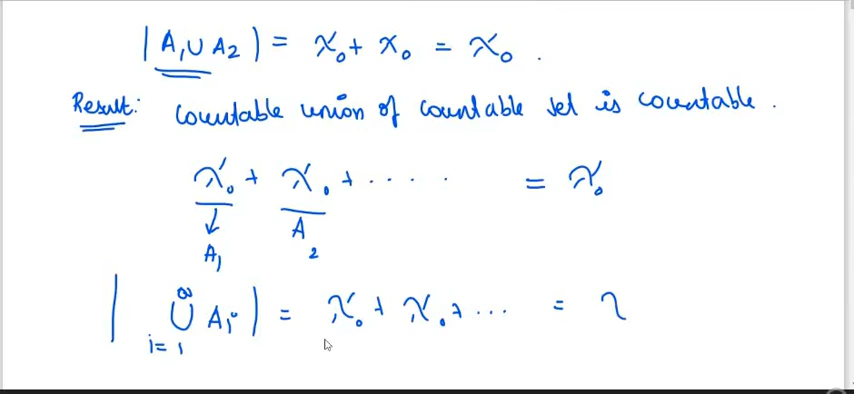 |A₁∪A₂| = ℵ₀ + ℵ₀ = ℵ₀.
Result: Countable union of countable set is countable.
ℵ₀ + ℵ₀ + ..... = ℵ₀
↓
A₁ A₂
| ∞ ∪ i=1 Aᵢ | = ℵ₀ + ℵ₀ + ... =